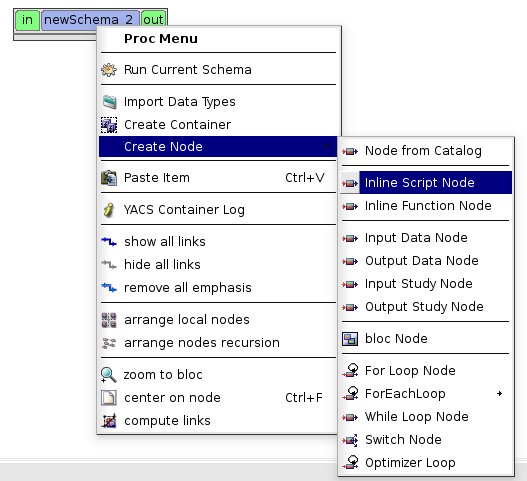 in newSchema_2 out
Proc Menu
Run Current Schema
Import Data Types
Create Container
Create Node
Paste Item Ctrl+V
YACS Container Log
show all links
hide all links
remove all emphasis
arrange local nodes
arrange nodes recursion
zoom to bloc
center on node Ctrl+F
compute links
Node from Catalog
Inline Script Node
Inline Function Node
Input Data Node
Output Data Node
Input Study Node
Output Study Node
bloc Node
For Loop Node
ForEachLoop
While Loop Node
Switch Node
Optimizer Loop